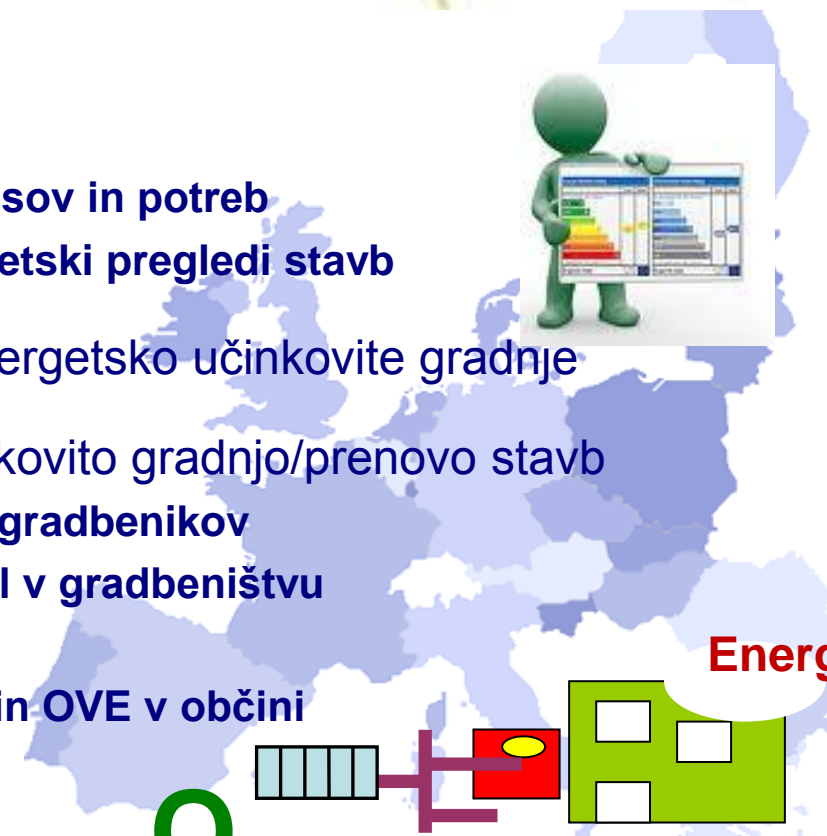 sov in potreb
etski pregledi stavb
ergetsko učinkovite gradnje
kovito gradnjo/prenovo stavb
gradbenikov
l v gradbeništvu
Energ
in OVE v občini